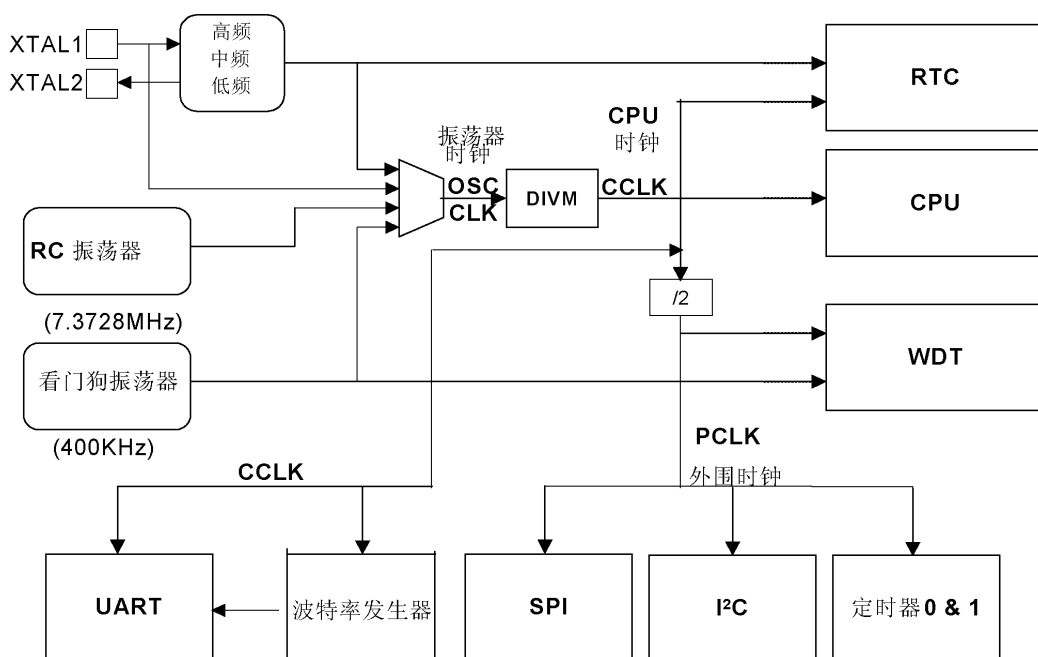 XTAL1
XTAL2
高频
中频
低频
RTC
CPU
时钟
振荡器
时钟
OSC
CLK
DIVM
CCLK
CPU
RC 振荡器
(7.3728MHz)
/2
WDT
看门狗振荡器
(400KHz)
PCLK
外围时钟
CCLK
UART
波特率发生器
SPI
I²C
定时器0 & 1